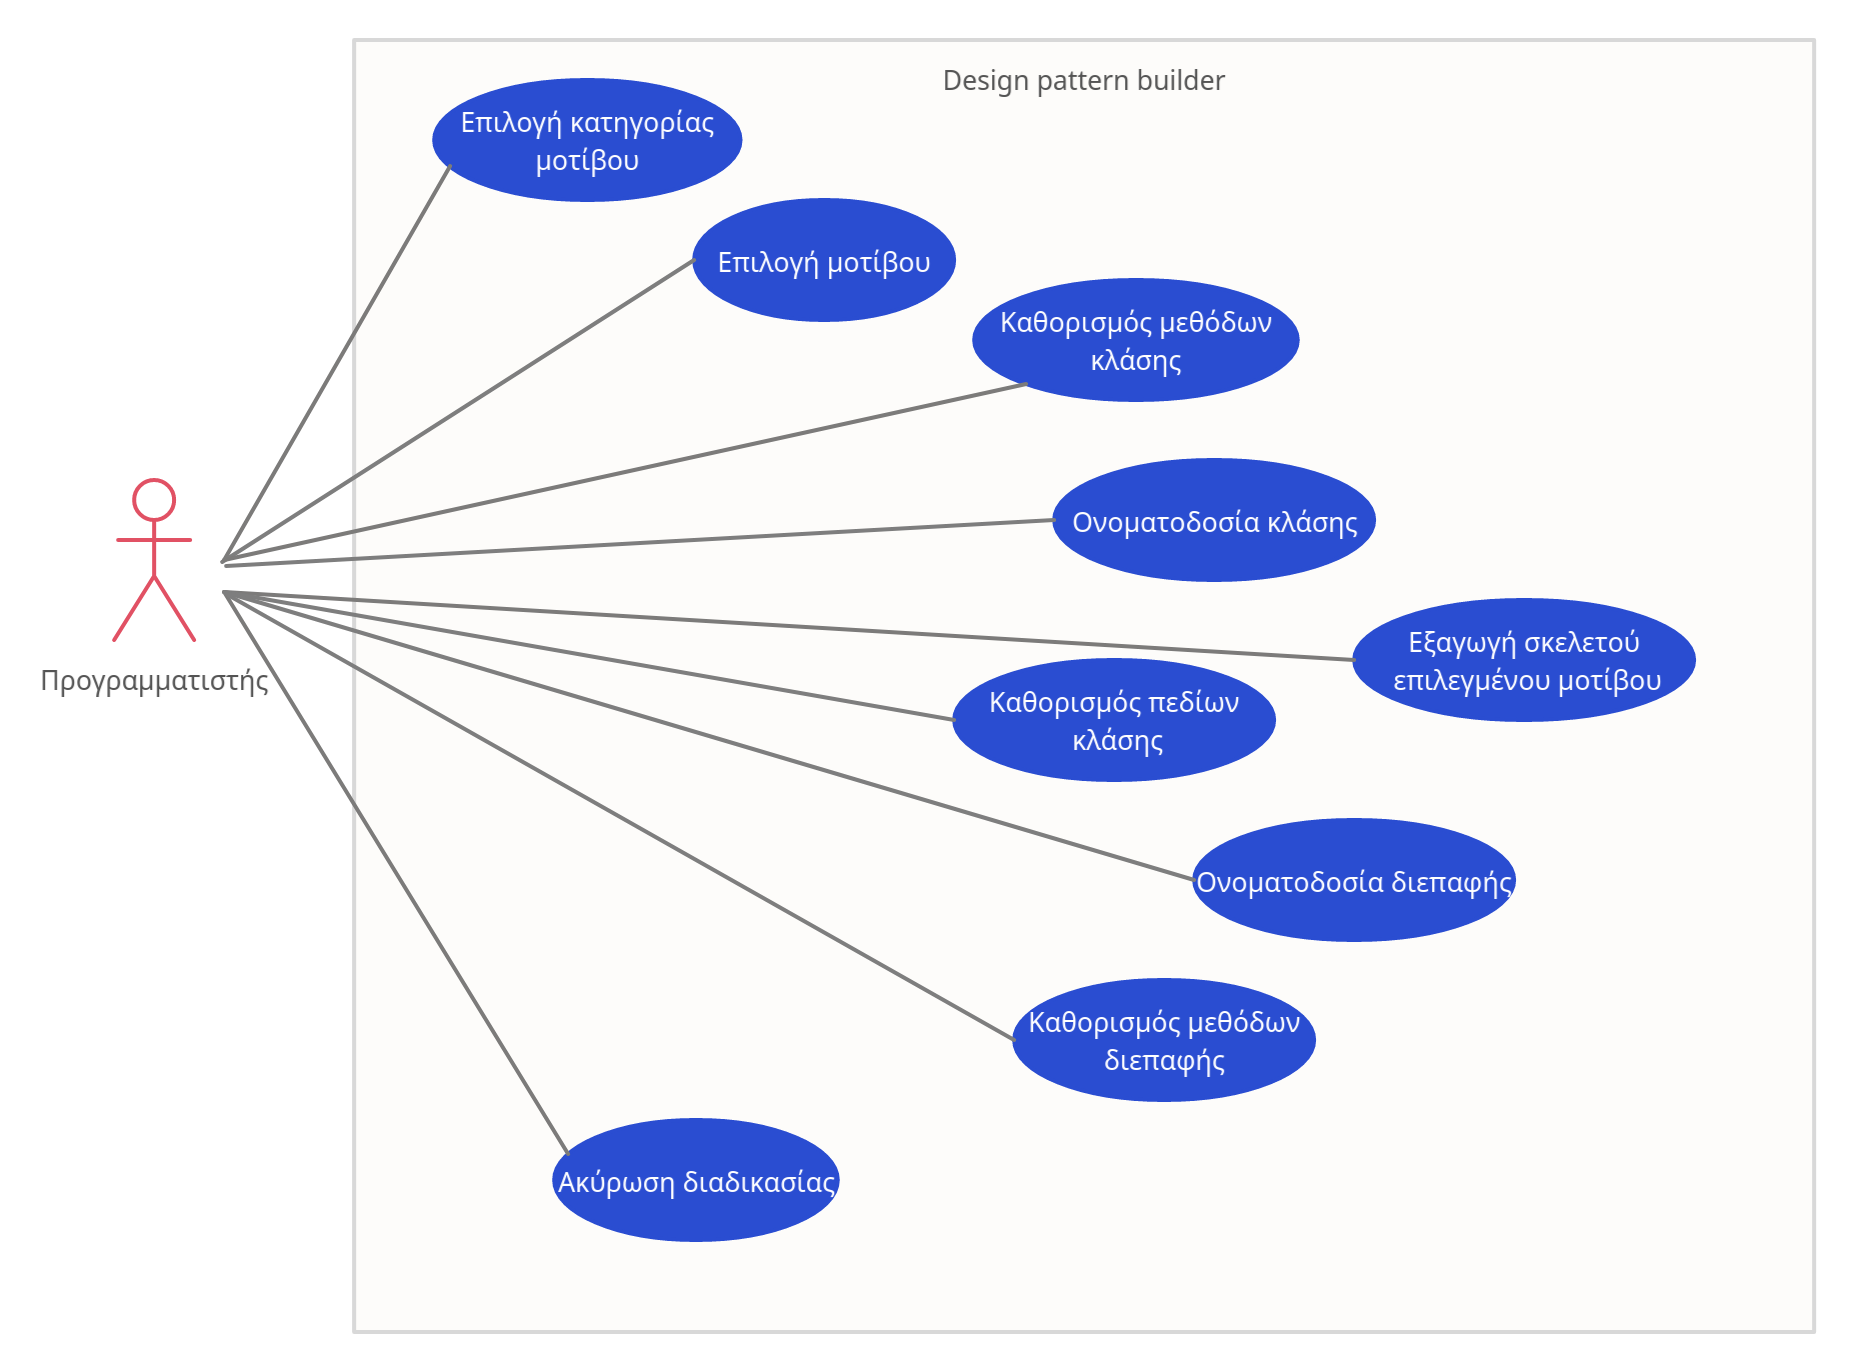 Design pattern builder
Επιλογή κατηγορίας
μοτίβου
Επιλογή μοτίβου
Καθορισμός μεθόδων
κλάσης
Ονοματοδοσία κλάσης
Εξαγωγή σκελετού
επιλεγμένου μοτίβου
Προγραμματιστής
Καθορισμός πεδίων
κλάσης
Ονοματοδοσία διεπαφής
Καθορισμός μεθόδων
διεπαφής
Ακύρωση διαδικασίας